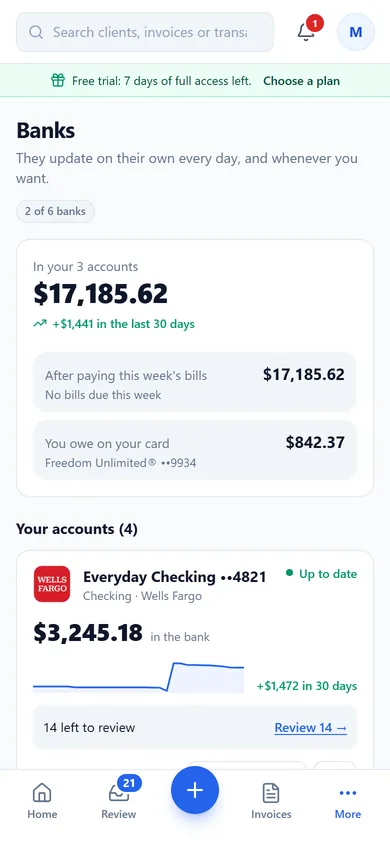 Search clients, invoices or transa
1
M
Free trial: 7 days of full access left. Choose a plan
Banks
They update on their own every day, and whenever you
want.
2 of 6 banks
In your 3 accounts
$17,185.62
+$1,441 in the last 30 days
After paying this week's bills
$17,185.62
No bills due this week
You owe on your card
$842.37
Freedom Unlimited® ••9934
Your accounts (4)
WELLS
FARGO
Everyday Checking ••4821
Up to date
Checking · Wells Fargo
$3,245.18 in the bank
+$1,472 in 30 days
14 left to review
Review 14 →
21
Home
Review
Invoices
More